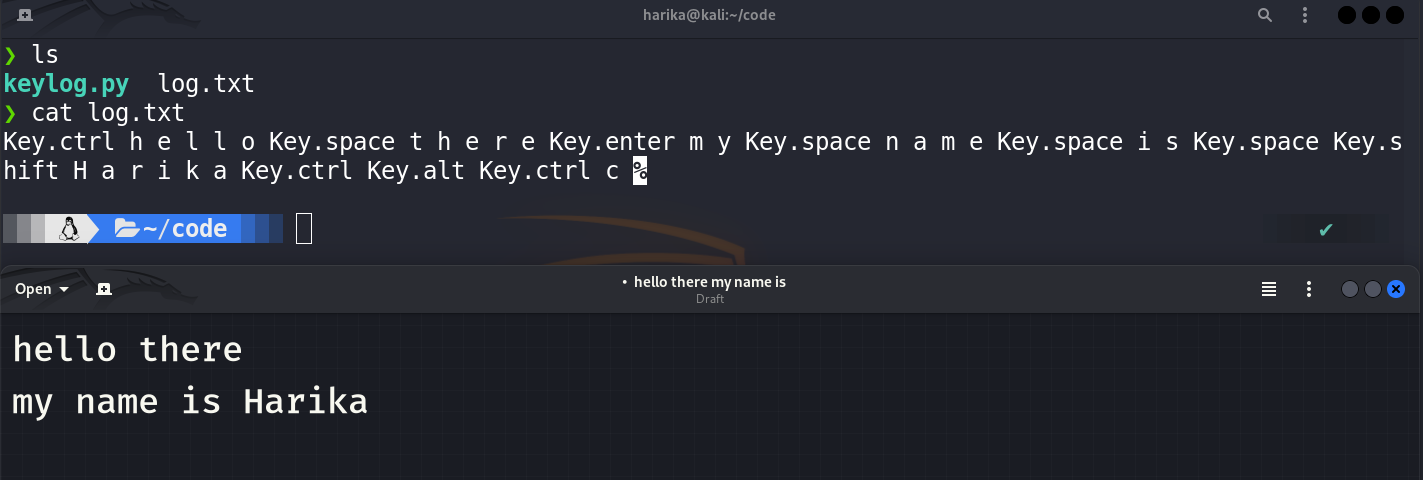 harika@kali:~/code
❯ ls
keylog.py  log.txt
❯ cat log.txt
Key.ctrl h e l l o Key.space t h e r e Key.enter m y Key.space n a m e Key.space i s Key.space Key.s
hift H a r i k a Key.ctrl Key.alt Key.ctrl c %
~/code ✔
Open • hello there my name is
Draft
hello there
my name is Harika